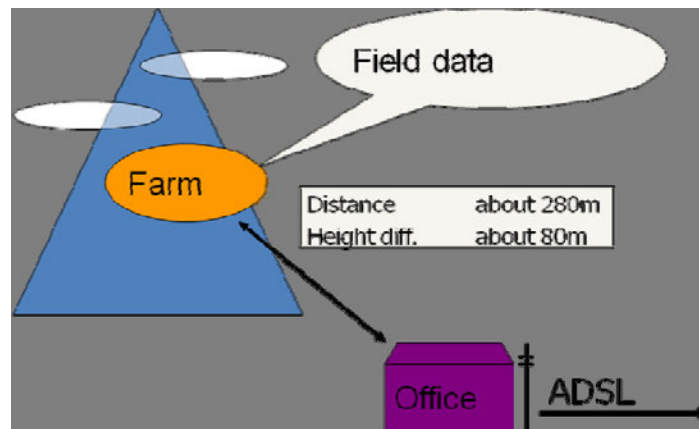 Field data
Farm
Distance about 280m
Height diff. about 80m
Office
ADSL